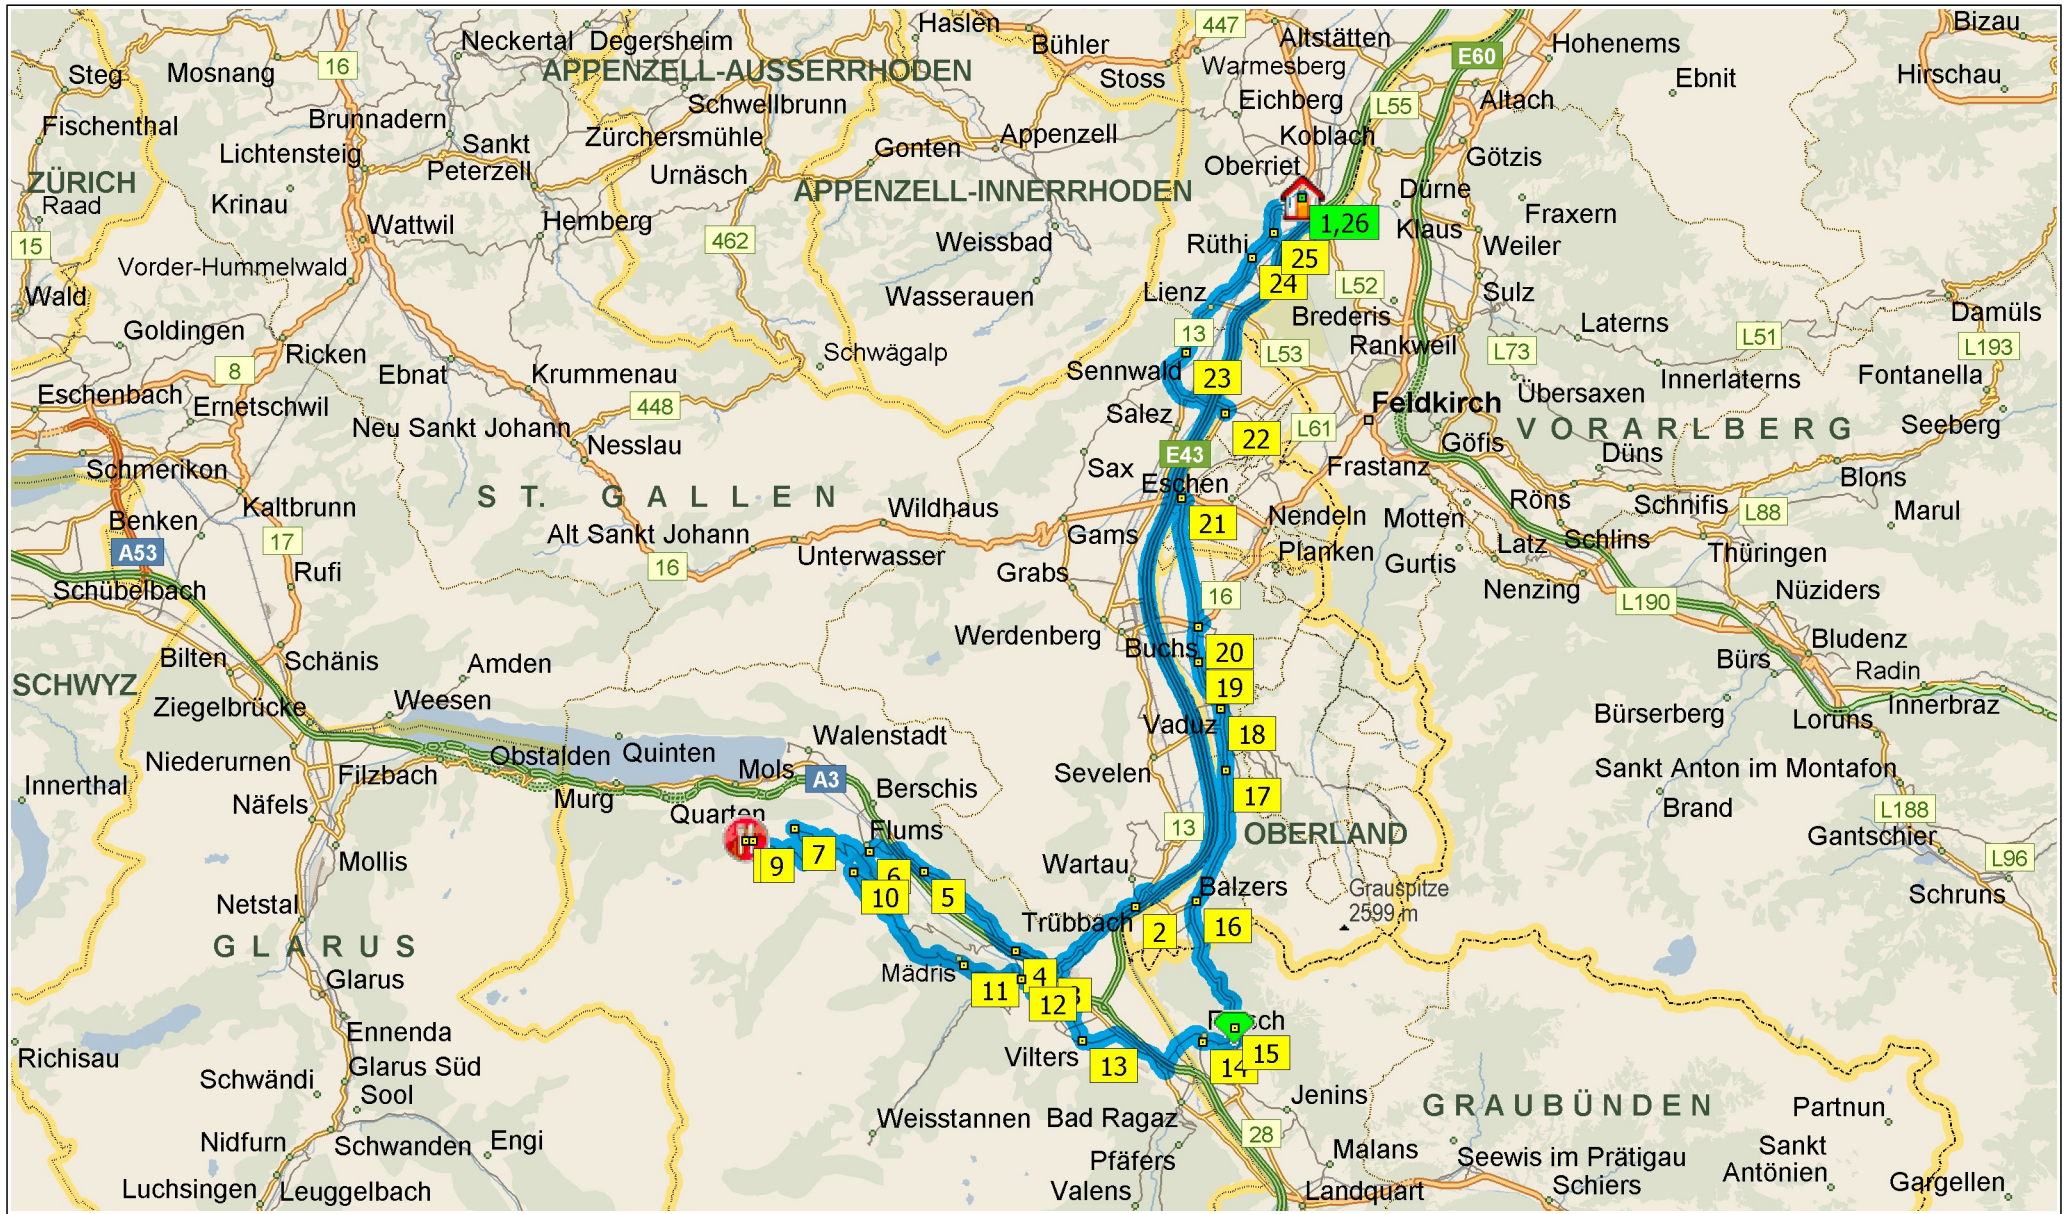 Haslen
447
Altstätten
Bizau
Neckertal
Degersheim
Bühler
Hohenems
E60
Steg
Mosnang
16
APPENZELL-AUSSERRHODEN
Stoss
Warmesberg
Ebnit
Hirschau
Schwellbrunn
Eichberg
L55
Altach
Fischenthal
Brunnadern
Zürchersmühle
Appenzell
Koblach
Lichtensteig
Sankt
Peterzell
Gonten
Götzis
Oberriet
ZÜRICH
Urnäsch
APPENZELL-INNERRHODEN
Dürne
Raad
Krinau
Wattwil
Hemberg
1,26
Klaus
Fraxern
15
462
Weissbad
Rüthi
Weiler
25
Vorder-Hummelwald
Wald
Wasserauen
Lienz
24
L52
Sulz
Damüls
Goldingen
Brederis
Laterns
13
L51
Ricken
Schwägalp
L53
Rankweil
L73
L193
8
Ebnat
Krummenau
Sennwald
23
Innerlaterns
Fontanella
Eschenbach
Ernetschwil
448
Übersaxen
Feldkirch
Salez
Neu Sankt Johann
Nesslau
22
L61
VORARLBERG
Göfis
Seeberg
E43
Düns
Schmerikon
Sax
Frastanz
Blons
Eschen
ST. GALLEN
Kaltbrunn
Wildhaus
Röns
Schnifis
Benken
21
Nendeln
Motten
L88
Marul
Alt Sankt Johann
Gams
A53
17
Unterwasser
Planken
Latz
Schlins
Thüringen
Rufi
16
Grabs
Gurtis
Schübelbach
16
Nenzing
L190
Nüziders
Werdenberg
Buchs
20
Bludenz
Bilten
Schänis
Amden
Bürs
Radin
SCHWYZ
19
Weesen
Innerbraz
Ziegelbrücke
Vaduz
18
Bürserberg
Loruns
Walenstadt
Obstalden
Quinten
Niederurnen
Mols
A3
Sevelen
Sankt Anton im Montafon
Innerthal
Filzbach
Berschis
Murg
17
Brand
Näfels
Quarten
L188
Flums
13
OBERLAND
Gantschier
7
9
Mollis
Wartau
L96
6
10
5
Balzers
Grauspitze
2599 m
Schruns
Netstal
Trübbach
2
16
GLARUS
Mädris
4
Glarus
11
12
3
Ennenda
Richisau
Vilters
13
14
15
Glarus Süd
Schwändi
Sool
Jenins
GRAUBÜNDEN
Partnun
Weisstannen
Bad Ragaz
28
Nidfurn
Schwanden
Engi
Malans
Pfäfers
Seewis im Prätigau
Sankt
Antönien
Luchsingen
Leuggelbach
Valens
Landquart
Schiers
Gargellen